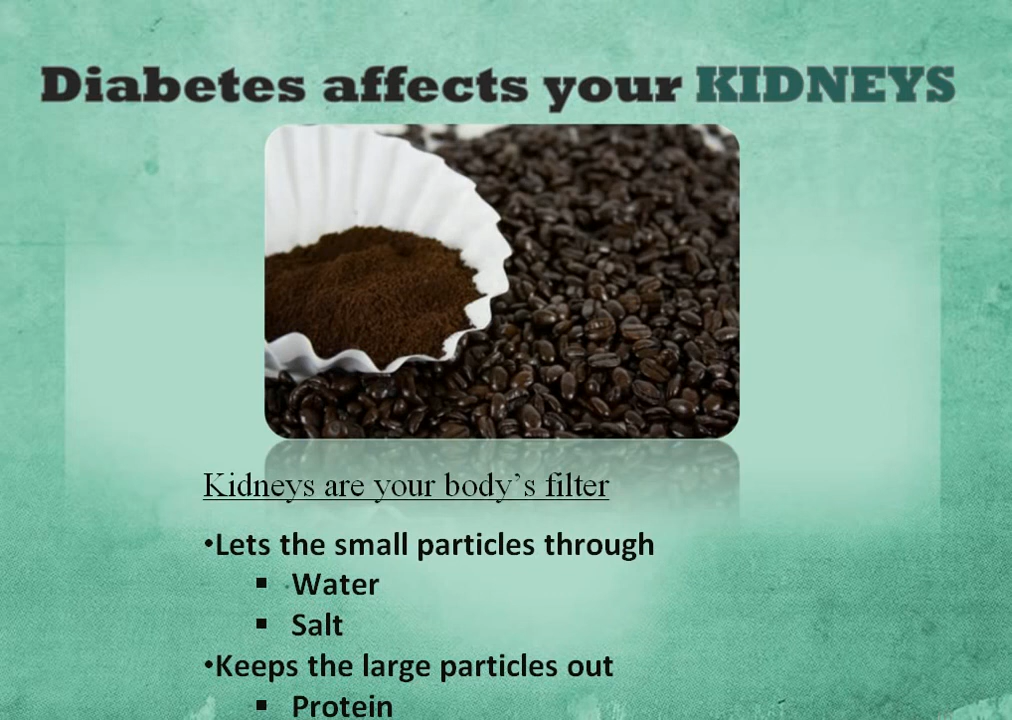 Diabetes affects your KIDNEYS
Kidneys are your body's filter
•Lets the small particles through
▪ Water
▪ Salt
•Keeps the large particles out
▪ Protein